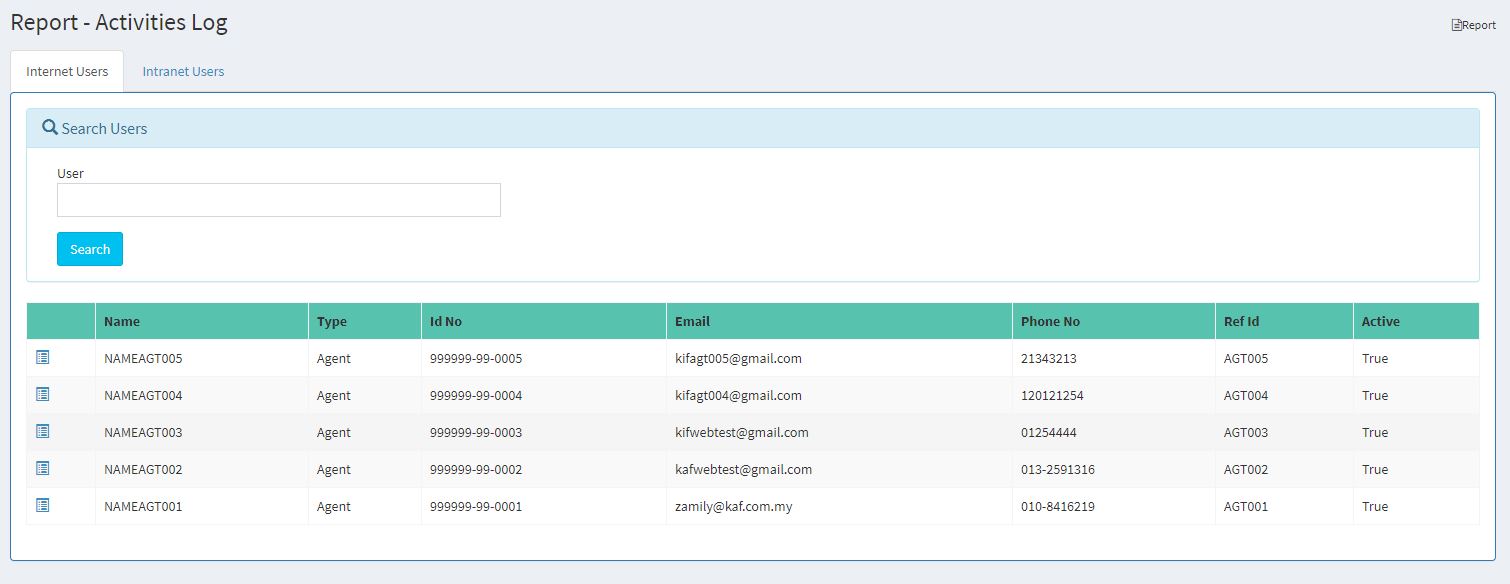 Report - Activities Log
Report
Internet Users Intranet Users
Search Users
User
Search
Name Type Id No Email Phone No Ref Id Active
NAMEAGT005 Agent 999999-99-0005 kifagt005@gmail.com 21343213 AGT005 True
NAMEAGT004 Agent 999999-99-0004 kifagt004@gmail.com 120121254 AGT004 True
NAMEAGT003 Agent 999999-99-0003 kifwebtest@gmail.com 01254444 AGT003 True
NAMEAGT002 Agent 999999-99-0002 kafwebtest@gmail.com 013-2591316 AGT002 True
NAMEAGT001 Agent 999999-99-0001 zamily@kaf.com.my 010-8416219 AGT001 True